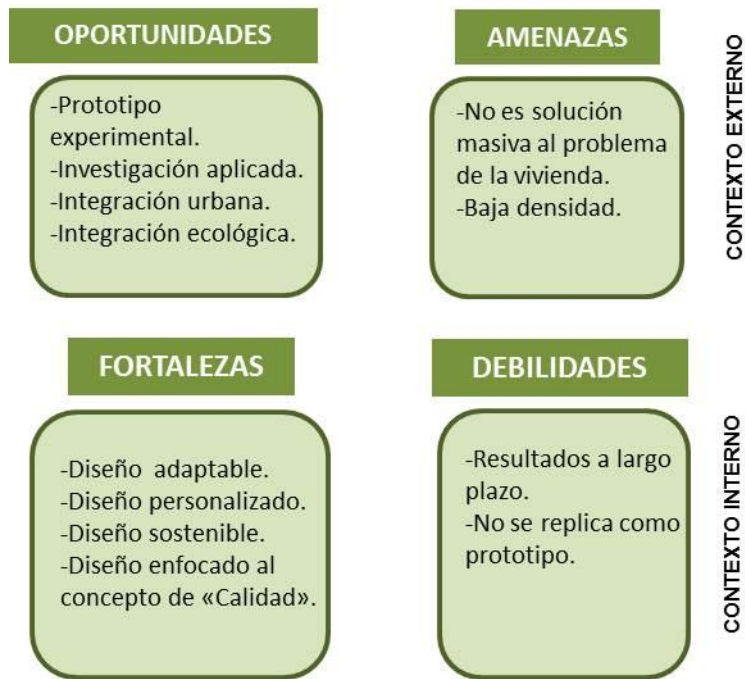 OPORTUNIDADES
-Prototipo
experimental.
-Investigación aplicada.
-Integración urbana.
-Integración ecológica.
AMENAZAS
-No es solución
masiva al problema
de la vivienda.
-Baja densidad.
CONTEXTO EXTERNO
FORTALEZAS
-Diseño adaptable.
-Diseño personalizado.
-Diseño sostenible.
-Diseño enfocado al
concepto de «Calidad».
DEBILIDADES
-Resultados a largo
plazo.
-No se replica como
prototipo.
CONTEXTO INTERNO